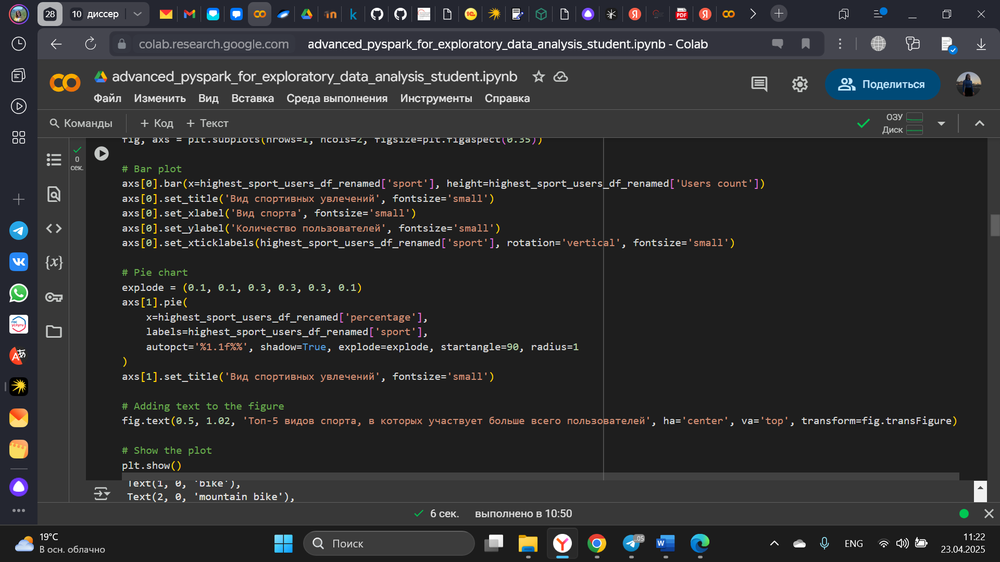 28
10 диссер
colab.research.google.com
advanced_pyspark_for_exploratory_data_analysis_student.ipynb - Colab
advanced_pyspark_for_exploratory_data_analysis_student.ipynb
Поделиться
Файл Изменить Вид Вставка Среда выполнения Инструменты Справка
Команды
+ Код + Текст
ОЗУ
Диск
0
сек.
fig, axs = plt.subplots(nrows=1, ncols=2, figsize=plt.figaspect(0.35))
# Bar plot
axs[0].bar(x=highest_sport_users_df_renamed['sport'], height=highest_sport_users_df_renamed['Users count'])
axs[0].set_title('Вид спортивных увлечений', fontsize='small')
axs[0].set_xlabel('Вид спорта', fontsize='small')
axs[0].set_ylabel('Количество пользователей', fontsize='small')
axs[0].set_xticklabels(highest_sport_users_df_renamed['sport'], rotation='vertical', fontsize='small')
# Pie chart
explode = (0.1, 0.1, 0.3, 0.3, 0.3, 0.1)
axs[1].pie(
x=highest_sport_users_df_renamed['percentage'],
labels=highest_sport_users_df_renamed['sport'],
autopct='%1.1f%%', shadow=True, explode=explode, startangle=90, radius=1
)
axs[1].set_title('Вид спортивных увлечений', fontsize='small')
# Adding text to the figure
fig.text(0.5, 1.02, 'Топ-5 видов спорта, в которых участвует больше всего пользователей', ha='center', va='top', transform=fig.transFigure)
# Show the plot
plt.show()
Text(1, 0, 'bike'),
Text(2, 0, 'mountain bike'),
6 сек. выполнено в 10:50
19°C
В осн. облачно
Поиск
ENG
11:22
23.04.2025